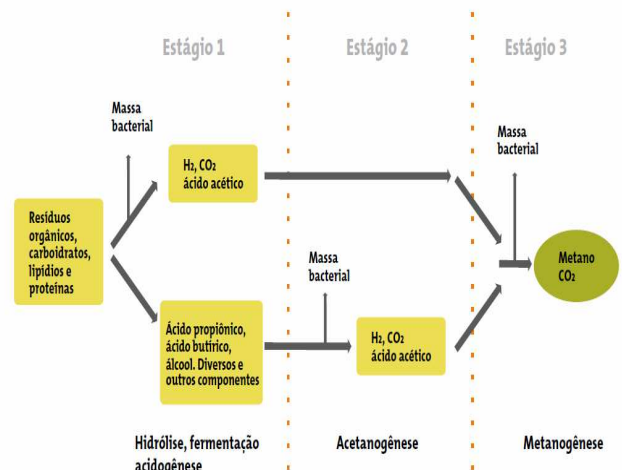 Estágio 1
Estágio 2
Estágio 3
Massa
bacterial
H₂, CO₂
ácido acético
Massa
bacterial
Resíduos
orgânicos,
carboidratos,
lipídios e
proteínas
Massa
bacterial
Metano
CO₂
Ácido propiônico,
ácido butírico,
álcool. Diversos e
outros componentes
H₂, CO₂
ácido acético
Hidrólise, fermentação
acidogênese
Acetanogênese
Metanogênese